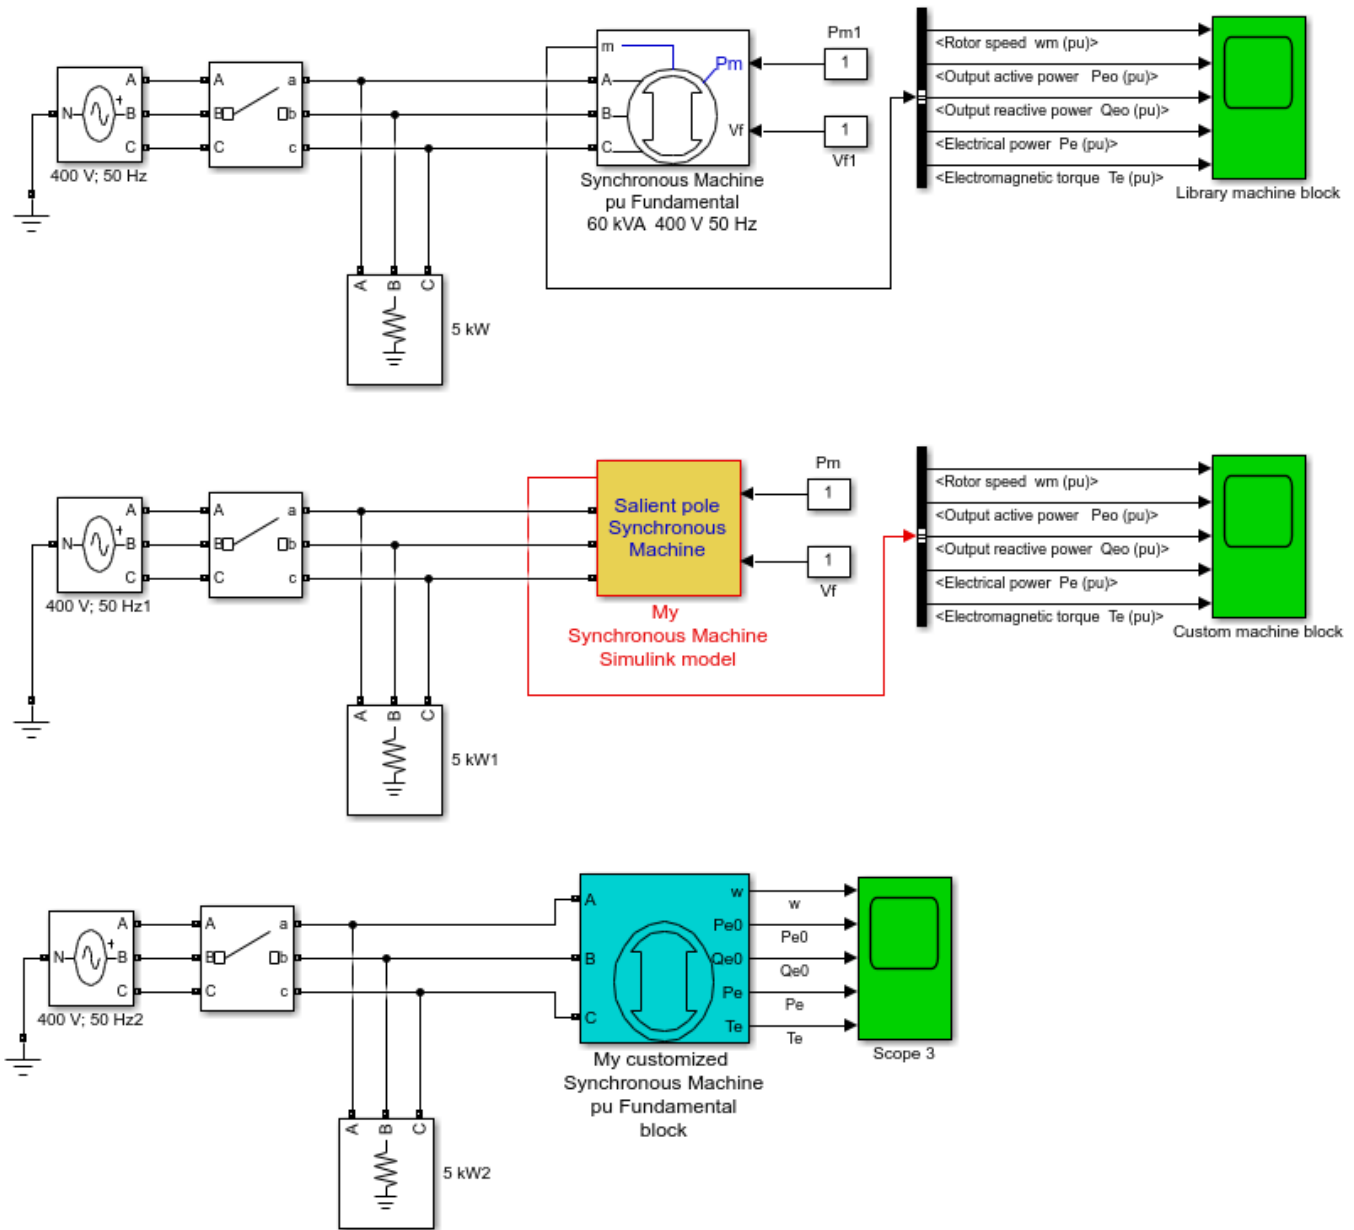 Pm1
1
m
Pm
A
B
C
Vf
1
Vf1
N
A
B
C
A
B
C
a
b
c
400 V; 50 Hz
Synchronous Machine
pu Fundamental
60 kVA 400 V 50 Hz
<Rotor speed wm (pu)>
<Output active power Peo (pu)>
<Output reactive power Qeo (pu)>
<Electrical power Pe (pu)>
<Electromagnetic torque Te (pu)>
Library machine block
A
B
C
5 kW
N
A
B
C
A
B
C
a
b
c
400 V; 50 Hz1
Salient pole
Synchronous
Machine
My
Synchronous Machine
Simulink model
Pm
1
1
Vf
<Rotor speed wm (pu)>
<Output active power Peo (pu)>
<Output reactive power Qeo (pu)>
<Electrical power Pe (pu)>
<Electromagnetic torque Te (pu)>
Custom machine block
A
B
C
5 kW1
N
A
B
C
A
B
C
a
b
c
400 V; 50 Hz2
A
B
C
w
Pe0
Qe0
Pe
Te
w
Pe0
Qe0
Pe
Te
Scope 3
My customized
Synchronous Machine
pu Fundamental
block
A
B
C
5 kW2